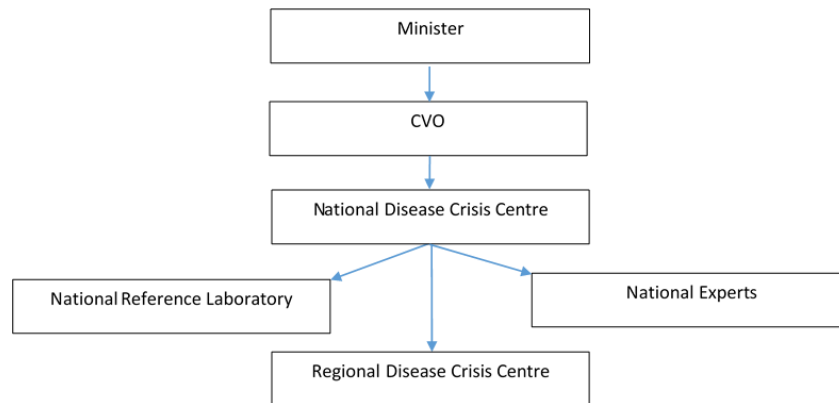 Minister
CVO
National Disease Crisis Centre
National Reference Laboratory
National Experts
Regional Disease Crisis Centre